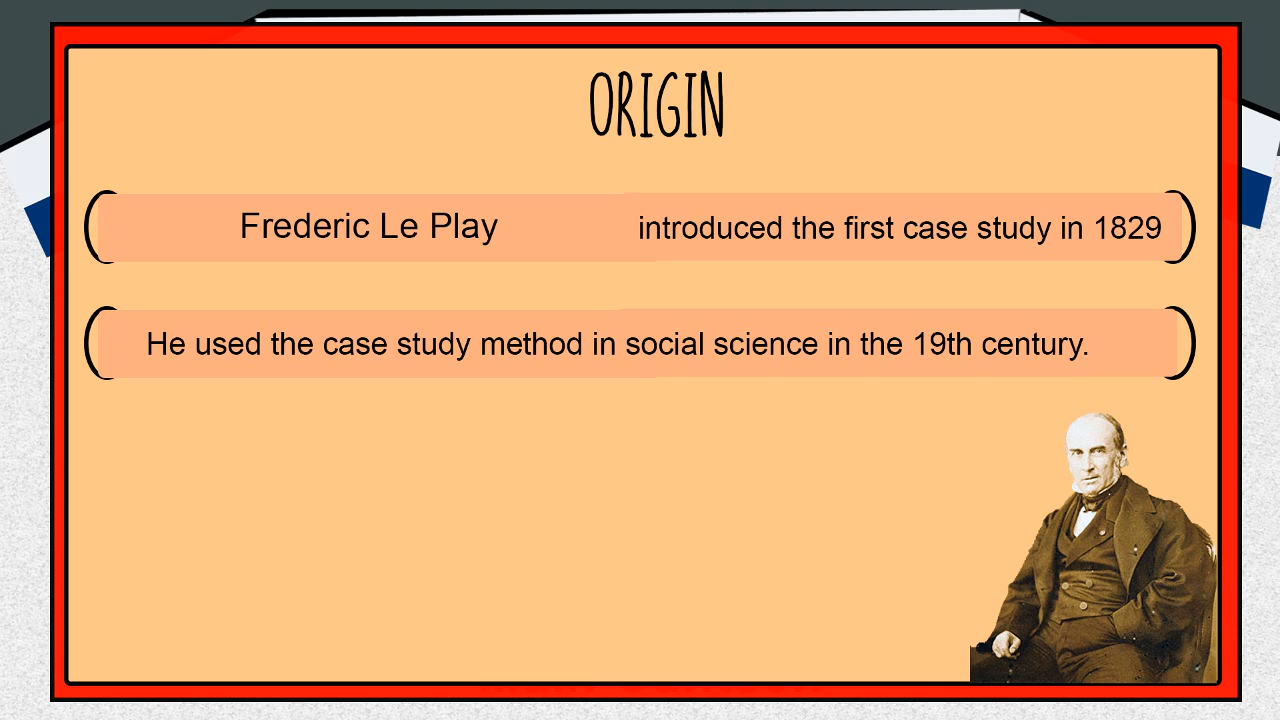 ORIGIN
Frederic Le Play introduced the first case study in 1829
He used the case study method in social science in the 19th century.